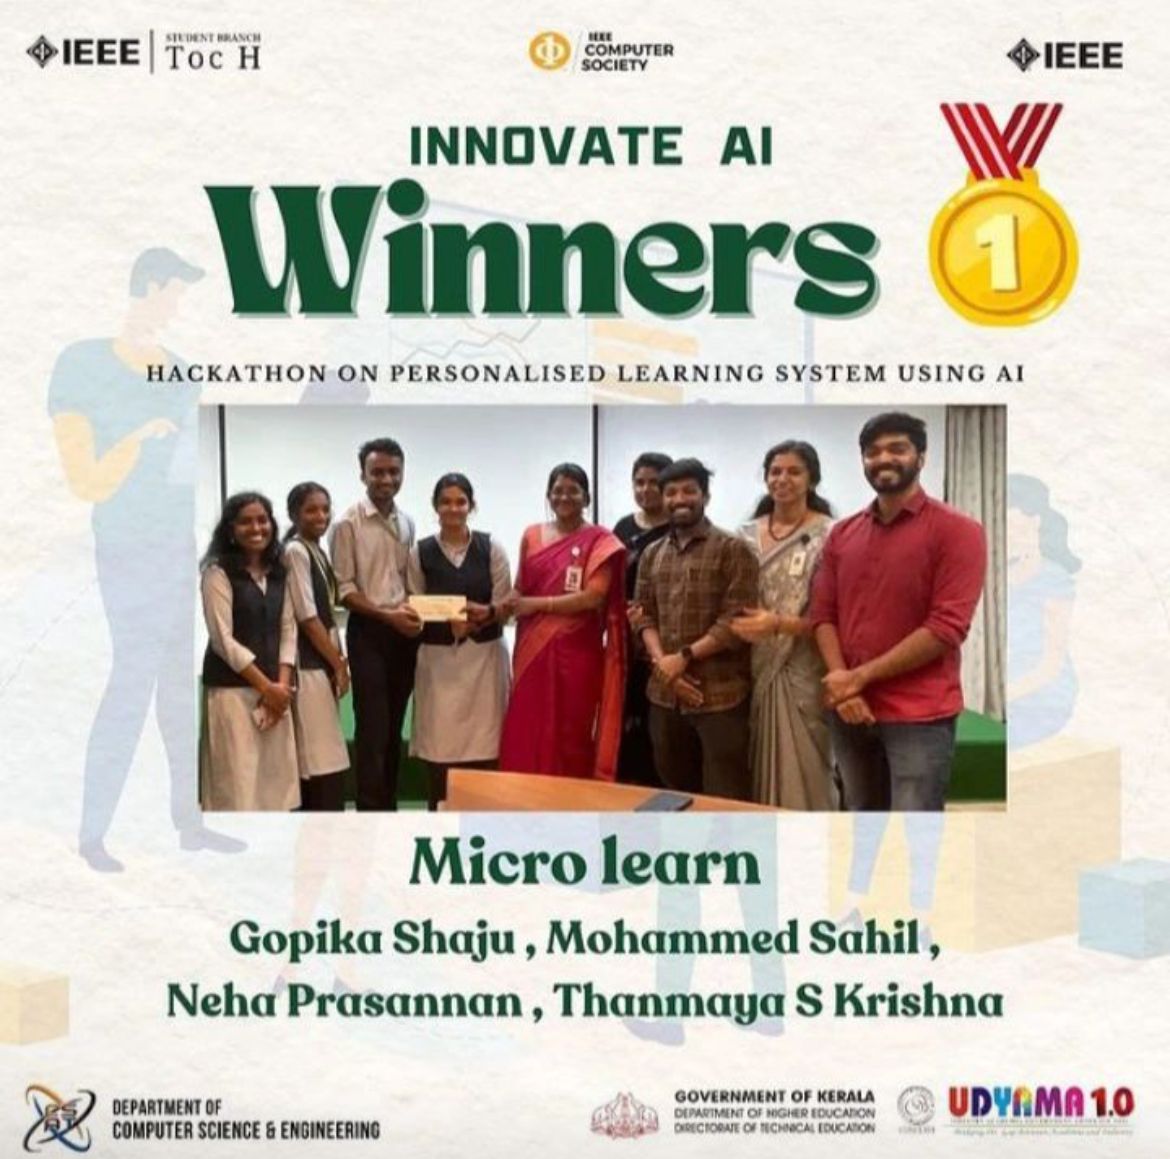 IEEE
STUDENT BRANCH
TOC H
IEEE
COMPUTER
SOCIETY
IEEE
INNOVATE AI
Winners
1
HACKATHON ON PERSONALISED LEARNING SYSTEM USING AI
Micro learn
Gopika Shaju , Mohammed Sahil ,
Neha Prasannan , Thanmaya S Krishna
DEPARTMENT OF
COMPUTER SCIENCE & ENGINEERING
GOVERNMENT OF KERALA
DEPARTMENT OF HIGHER EDUCATION
DIRECTORATE OF TECHNICAL EDUCATION
UDYAMA 1.0